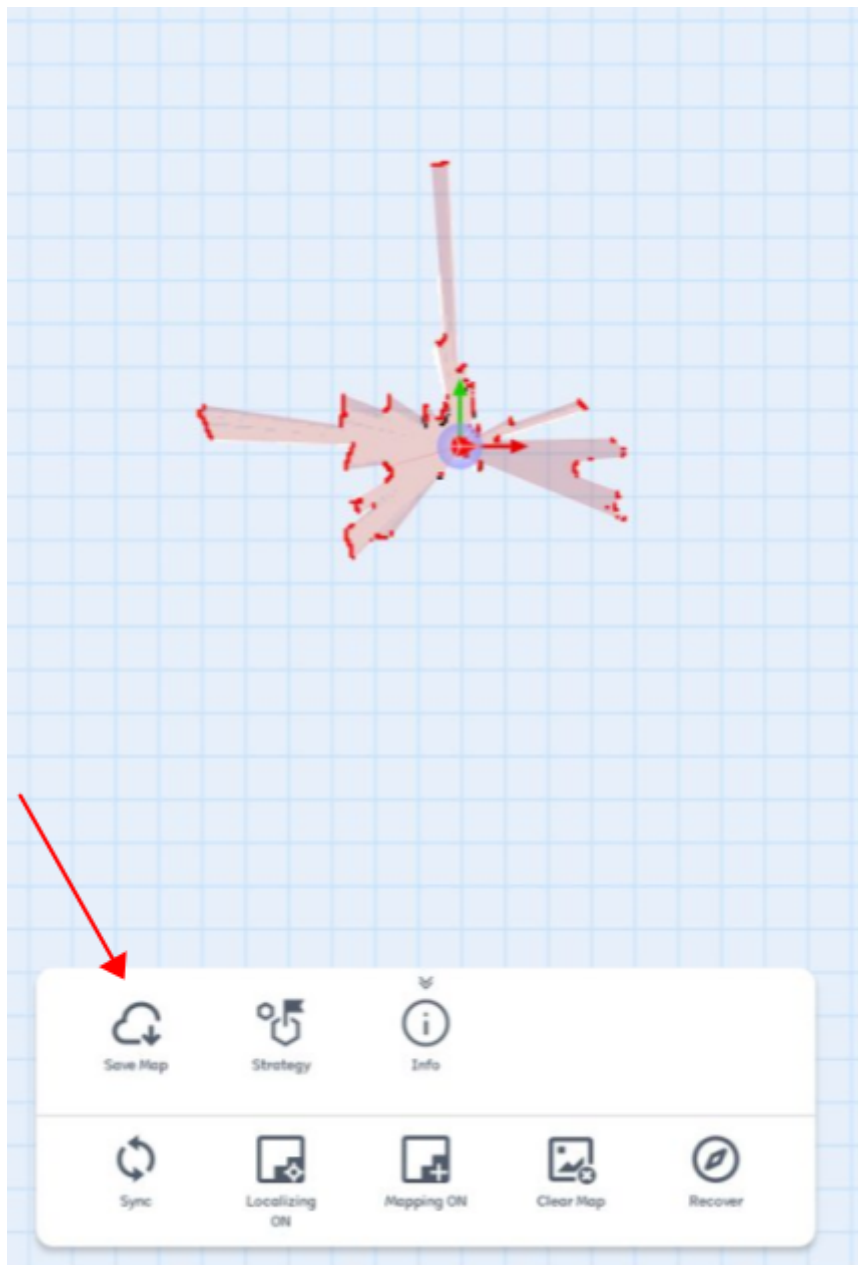 Save Map
Strategy
Info
Sync
Localizing
ON
Mapping ON
Clear Map
Recover